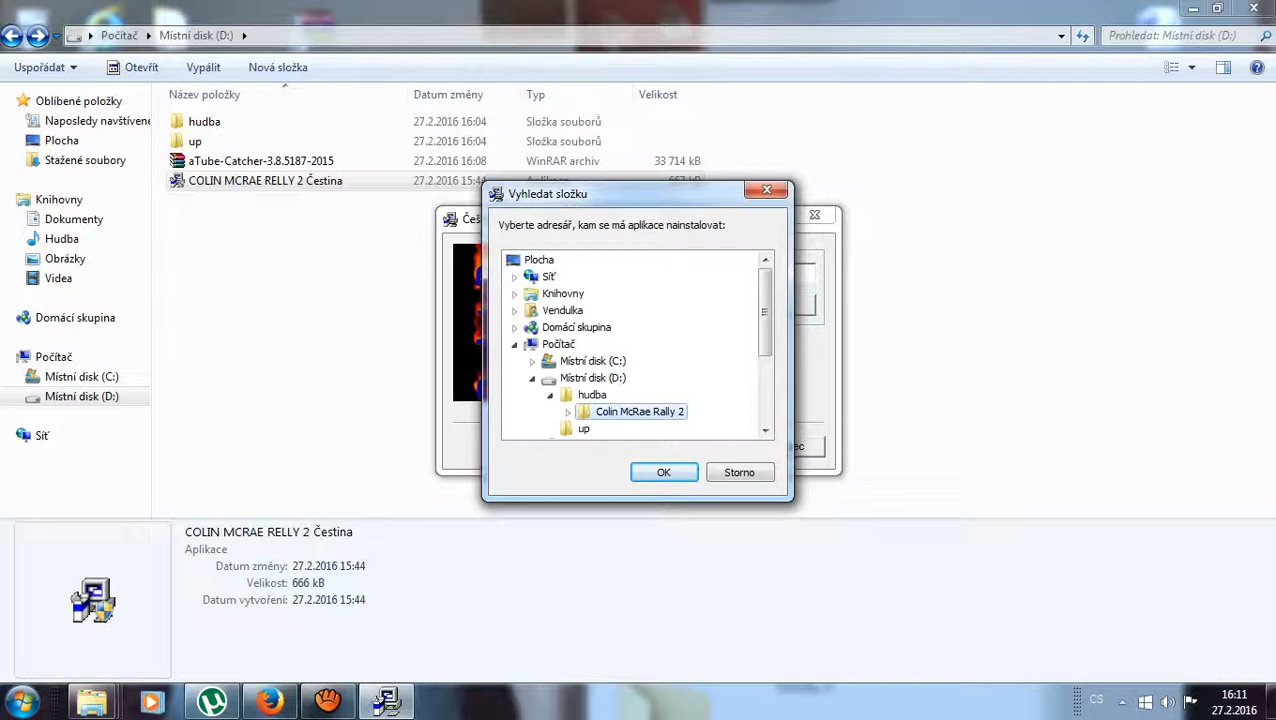 Počítač Místní disk (D:)
Prohledat: Místní disk (D:)
Uspořádat Otevřít Vypálit Nová složka
Název položky Datum změny Typ Velikost
hudba 27.2.2016 16:04 Složka souborů
up 27.2.2016 16:04 Složka souborů
aTube-Catcher-3.8.5187-2015 27.2.2016 16:08 WinRAR archiv 33 714 kB
COLIN MCRAE RELLY 2 Čestina 27.2.2016 15:44
Oblíbené položky
Naposledy navštívené
Plocha
Stažené soubory
Knihovny
Dokumenty
Hudba
Obrázky
Videa
Domácí skupina
Počítač
Místní disk (C:)
Místní disk (D:)
Síť
Vyhledat složku
Vyberte adresář, kam se má aplikace nainstalovat:
Plocha
Síť
Knihovny
Vendulka
Domácí skupina
Počítač
Místní disk (C:)
Místní disk (D:)
hudba
Colin McRae Rally 2
up
OK Storno
COLIN MCRAE RELLY 2 Čestina
Aplikace
Datum změny: 27.2.2016 15:44
Velikost: 666 kB
Datum vytvoření: 27.2.2016 15:44
CS
16:11
27.2.2016